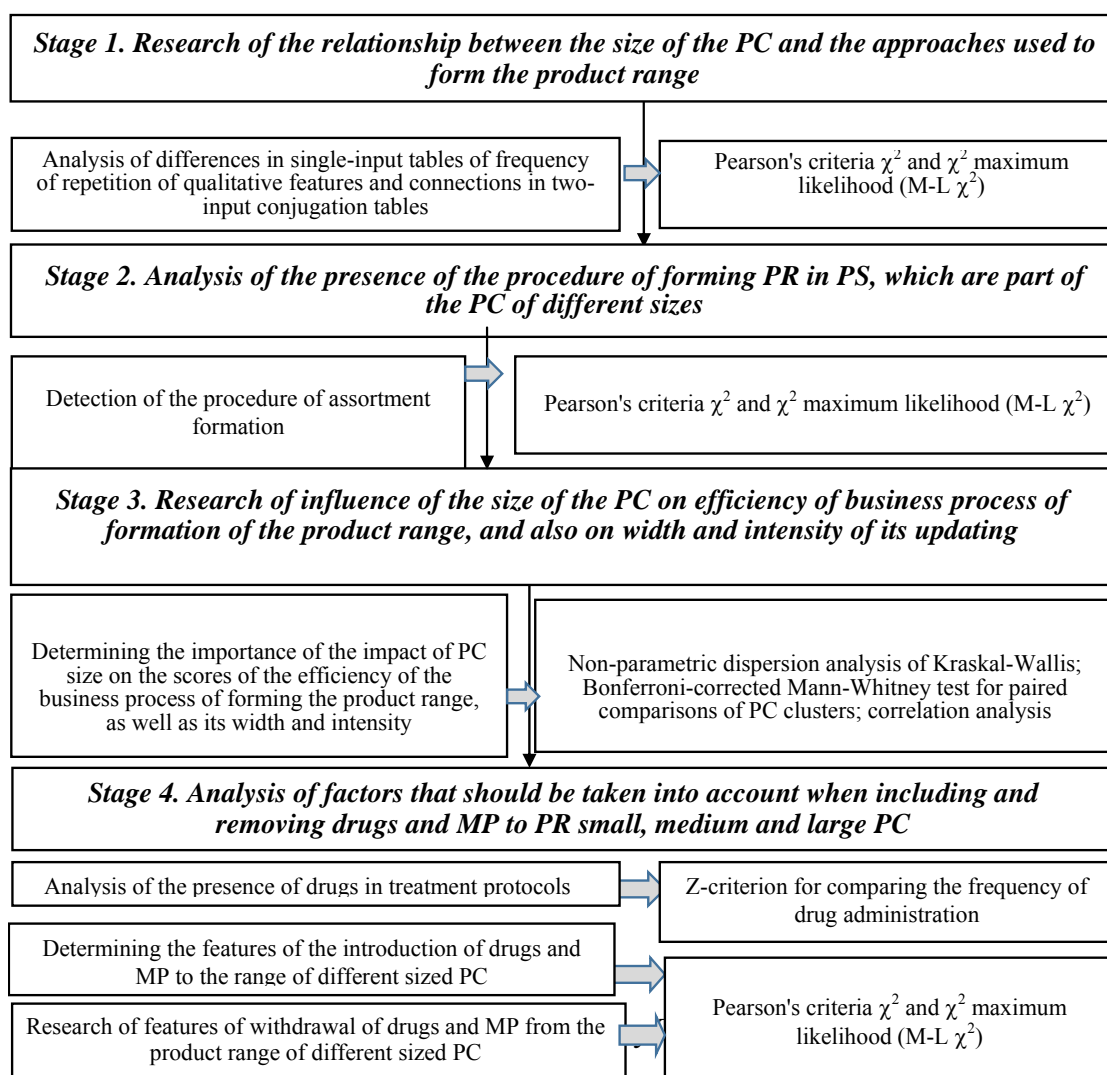 Stage 1. Research of the relationship between the size of the PC and the approaches used to
form the product range
Analysis of differences in single-input tables of frequency
of repetition of qualitative features and connections in two-
input conjugation tables
Pearson's criteria χ² and χ² maximum
likelihood (M-L χ²)
Stage 2. Analysis of the presence of the procedure of forming PR in PS, which are part of
the PC of different sizes
Detection of the procedure of assortment
formation
Pearson's criteria χ² and χ² maximum likelihood (M-L χ²)
Stage 3. Research of influence of the size of the PC on efficiency of business process of
formation of the product range, and also on width and intensity of its updating
Determining the importance of the impact of PC
size on the scores of the efficiency of the
business process of forming the product range,
as well as its width and intensity
Non-parametric dispersion analysis of Kraskal-Wallis;
Bonferroni-corrected Mann-Whitney test for paired
comparisons of PC clusters; correlation analysis
Stage 4. Analysis of factors that should be taken into account when including and
removing drugs and MP to PR small, medium and large PC
Analysis of the presence of drugs in treatment protocols
Z-criterion for comparing the frequency of
drug administration
Determining the features of the introduction of drugs and
MP to the range of different sized PC
Research of features of withdrawal of drugs and MP from the
product range of different sized PC
Pearson's criteria χ² and χ² maximum
likelihood (M-L χ²)